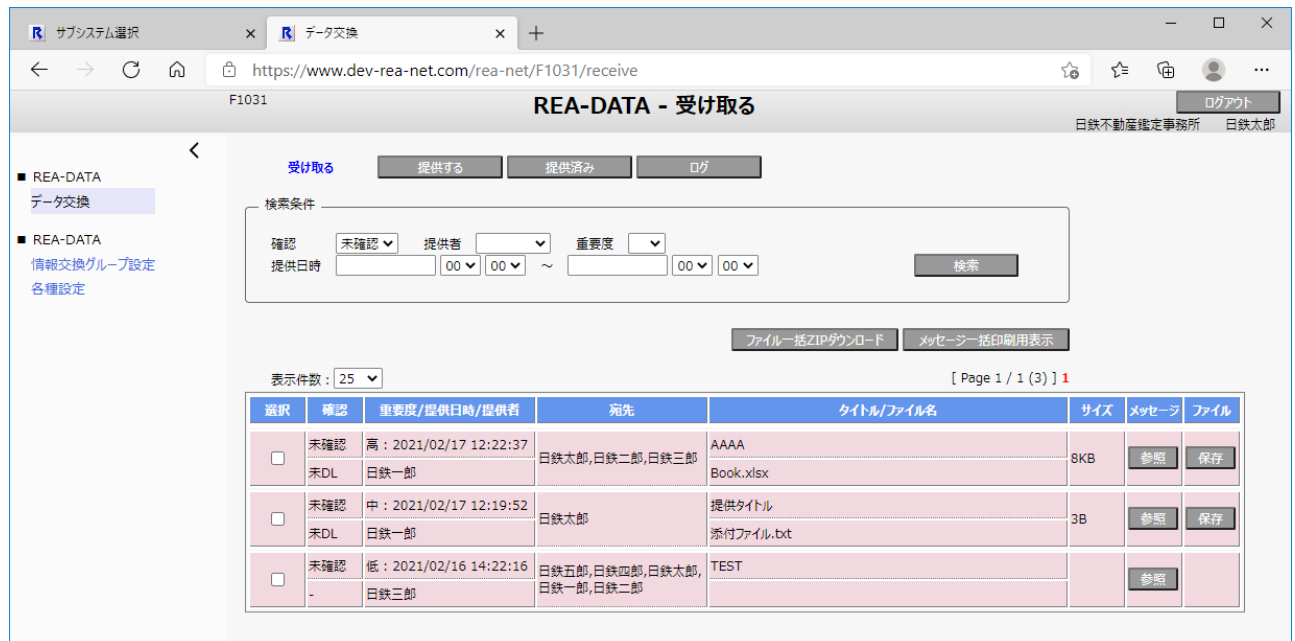 サブシステム選択
データ交換
https://www.dev-rea-net.com/rea-net/F1031/receive
F1031
REA-DATA - 受け取る
ログアウト
日鉄不動産鑑定事務所 日鉄太郎
■ REA-DATA
データ交換
■ REA-DATA
情報交換グループ設定
各種設定
受け取る 提供する 提供済み ログ
検索条件
確認 未確認 提供者 重要度
提供日時 00 00 ～ 00 00 検索
ファイル一括ZIPダウンロード メッセージ一括印刷用表示
表示件数 : 25 [ Page 1 / 1 (3) ] 1
選択 確認 重要度/提供日時/提供者 宛先 タイトル/ファイル名 サイズ メッセージ ファイル
未確認 高 : 2021/02/17 12:22:37 日鉄太郎,日鉄二郎,日鉄三郎 AAAA 8KB 参照 保存
未DL 日鉄一郎 Book.xlsx
未確認 中 : 2021/02/17 12:19:52 日鉄太郎 提供タイトル 3B 参照 保存
未DL 日鉄一郎 添付ファイル.txt
未確認 低 : 2021/02/16 14:22:16 日鉄五郎,日鉄四郎,日鉄太郎, TEST 参照
- 日鉄三郎 日鉄一郎,日鉄二郎